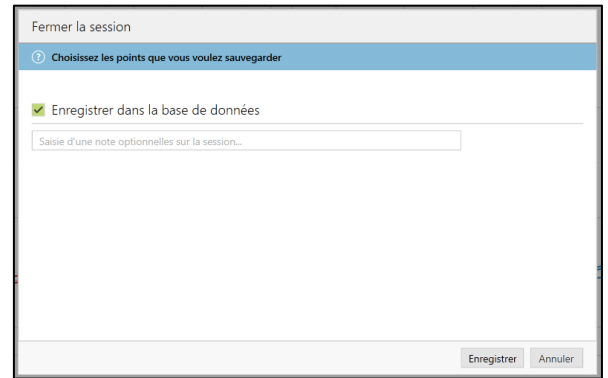 Fermer la session
? Choisissez les points que vous voulez sauvegarder
Enregistrer dans la base de données
Saisie d'une note optionnelles sur la session...
Enregistrer Annuler